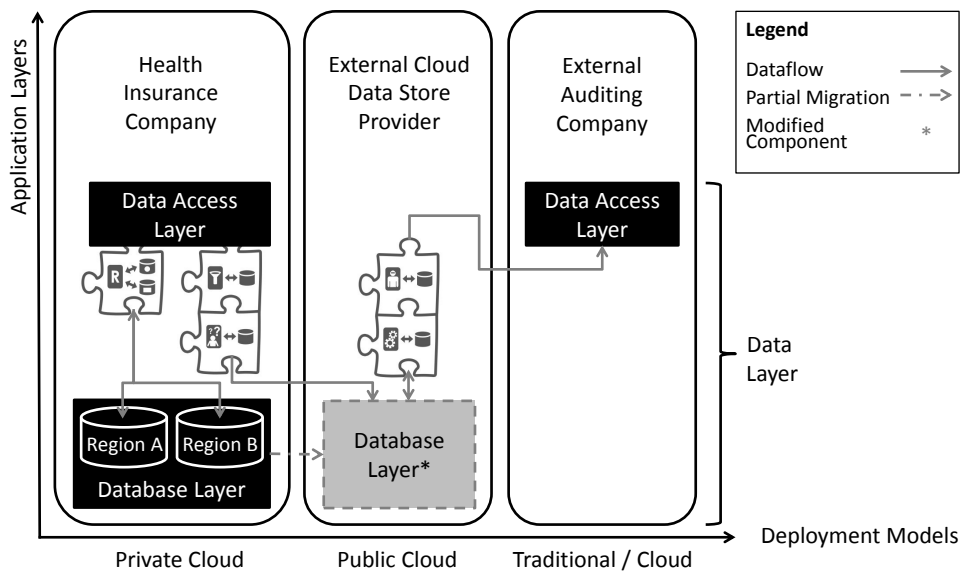 Application Layers
Health
Insurance
Company
External Cloud
Data Store
Provider
External
Auditing
Company
Legend
Dataflow
Partial Migration
Modified
Component
*
Data Access
Layer
Data Access
Layer
R
??
Region A
Region B
Database Layer
Database
Layer*
Data
Layer
Private Cloud
Public Cloud
Traditional / Cloud
Deployment Models